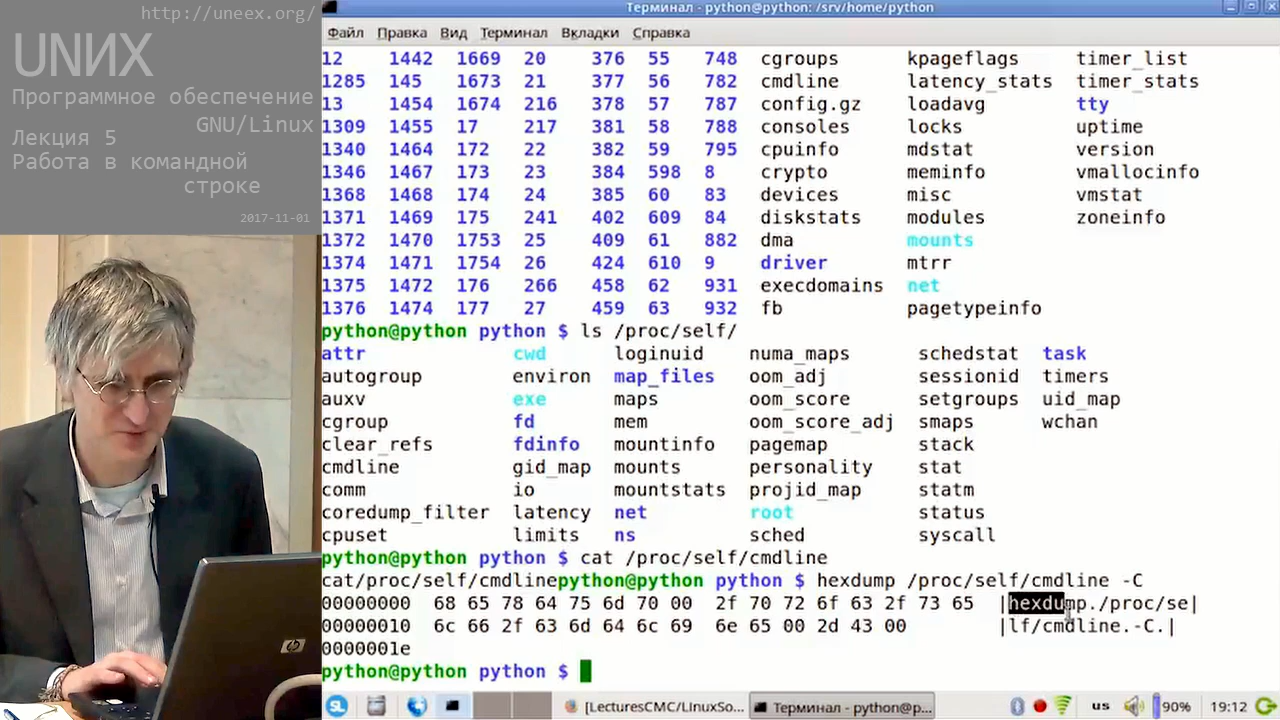 http://uneex.org/
UNИX
Программное обеспечение
GNU/Linux
Лекция 5
Работа в командной
строке
2017-11-01
Терминал - python@python: /srv/home/python
Файл Правка Вид Терминал Вкладки Справка
12 1442 1669 20 376 55 748 cgroups kpageflags timer_list
1285 145 1673 21 377 56 782 cmdline latency_stats timer_stats
13 1454 1674 216 378 57 787 config.gz loadavg tty
1309 1455 17 217 381 58 788 consoles locks uptime
1340 1464 172 22 382 59 795 cpuinfo mdstat version
1346 1467 173 23 384 598 8 crypto meminfo vmallocinfo
1368 1468 174 24 385 60 83 devices misc vmstat
1371 1469 175 241 402 609 84 diskstats modules zoneinfo
1372 1470 1753 25 409 61 882 dma mounts
1374 1471 1754 26 424 610 9 driver mtrr
1375 1472 176 266 458 62 931 execdomains net
1376 1474 177 27 459 63 932 fb pagetypeinfo
python@python python $ ls /proc/self/
attr cwd loginuid numa_maps schedstat task
autogroup environ map_files oom_adj sessionid timers
auxv exe maps oom_score setgroups uid_map
cgroup fd mem oom_score_adj smaps wchan
clear_refs fdinfo mountinfo pagemap stack
cmdline gid_map mounts personality stat
comm io mountstats projid_map statm
coredump_filter latency net root status
cpuset limits ns sched syscall
python@python python $ cat /proc/self/cmdline
cat/proc/self/cmdlinepython@python python $ hexdump /proc/self/cmdline -C
00000000 68 65 78 64 75 6d 70 00 2f 70 72 6f 63 2f 73 65 |hexdump./proc/se|
00000010 6c 66 2f 63 6d 64 6c 69 6e 65 00 2d 43 00 |lf/cmdline.-C.|
0000001e
python@python python $
[LecturesCMC/LinuxSo... Терминал - python@p... us 90% 19:12
hp